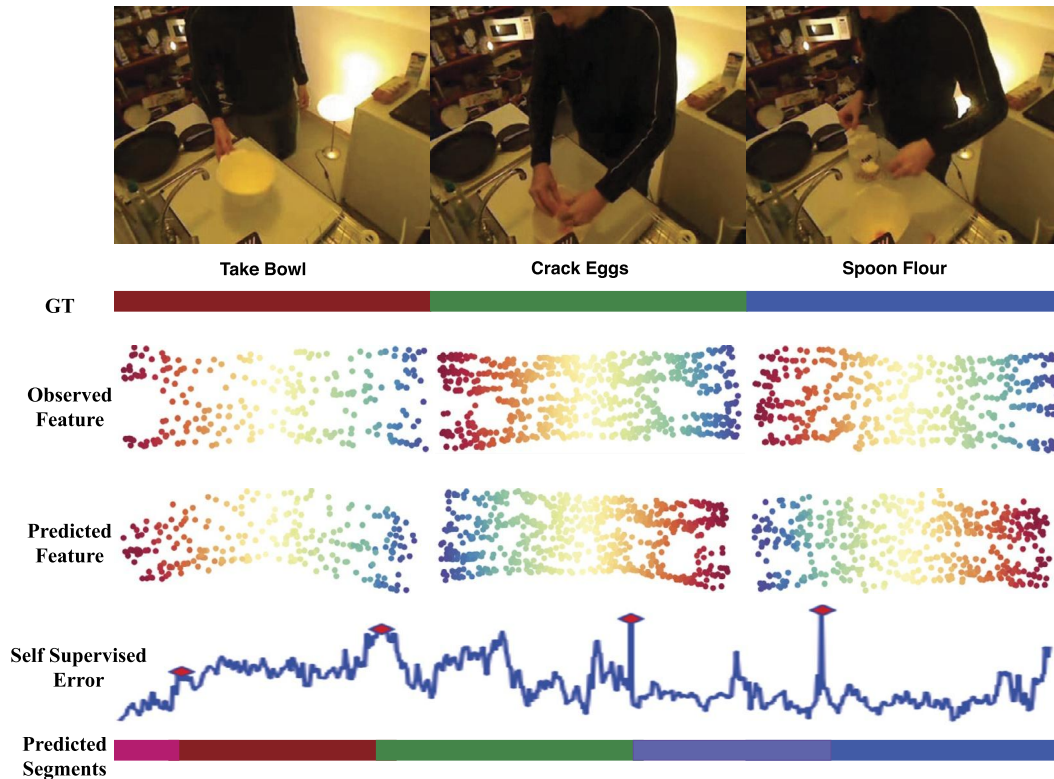 Take Bowl
Crack Eggs
Spoon Flour
GT
Observed
Feature
Predicted
Feature
Self Supervised
Error
Predicted
Segments